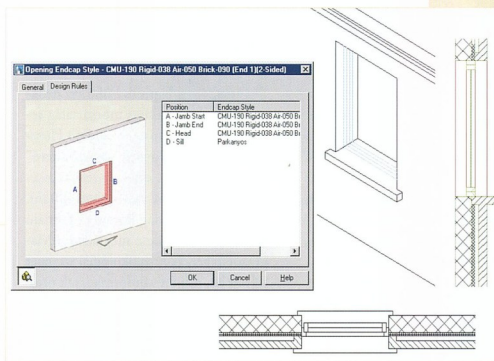 Opening Endcap Style - CMU-190 Rigid-038 Air-050 Brick-090 (End 1)(2-Sided)
General Design Rules
Position Endcap Style
A - Jamb Start CMU-190 Rigid-038 Air-050 Br
B - Jamb End CMU-190 Rigid-038 Air-050 Br
C - Head CMU-190 Rigid-038 Air-050 Br
D - Sill Parkanyos
C
A
B
D
OK Cancel Help